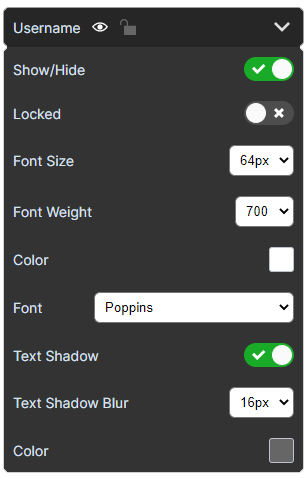 Username
Show/Hide
Locked
Font Size 64px
Font Weight 700
Color
Font Poppins
Text Shadow
Text Shadow Blur 16px
Color